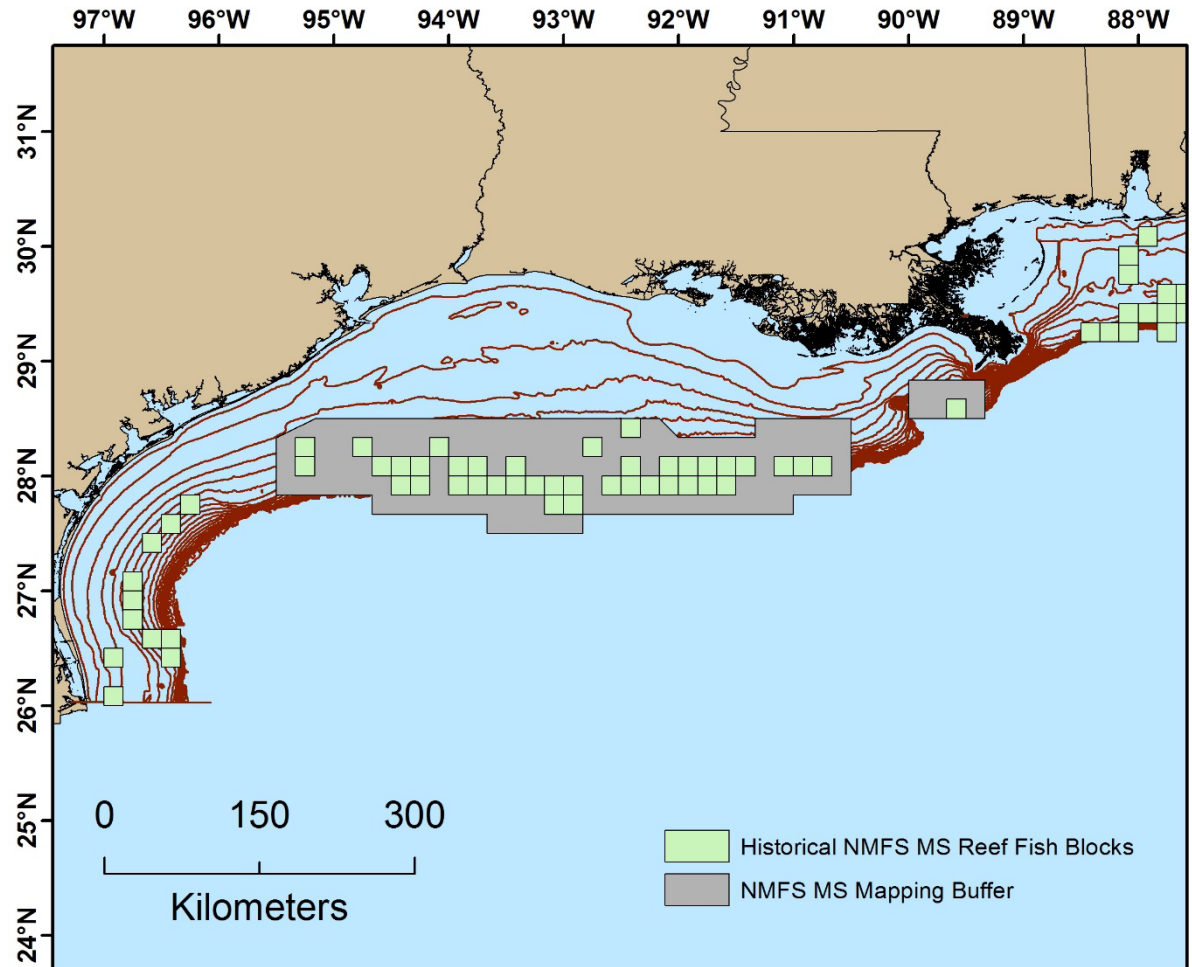 97°W 96°W 95°W 94°W 93°W 92°W 91°W 90°W 89°W 88°W
31°N
30°N
29°N
28°N
27°N
26°N
25°N
24°N
0 150 300
Kilometers
Historical NMFS MS Reef Fish Blocks
NMFS MS Mapping Buffer